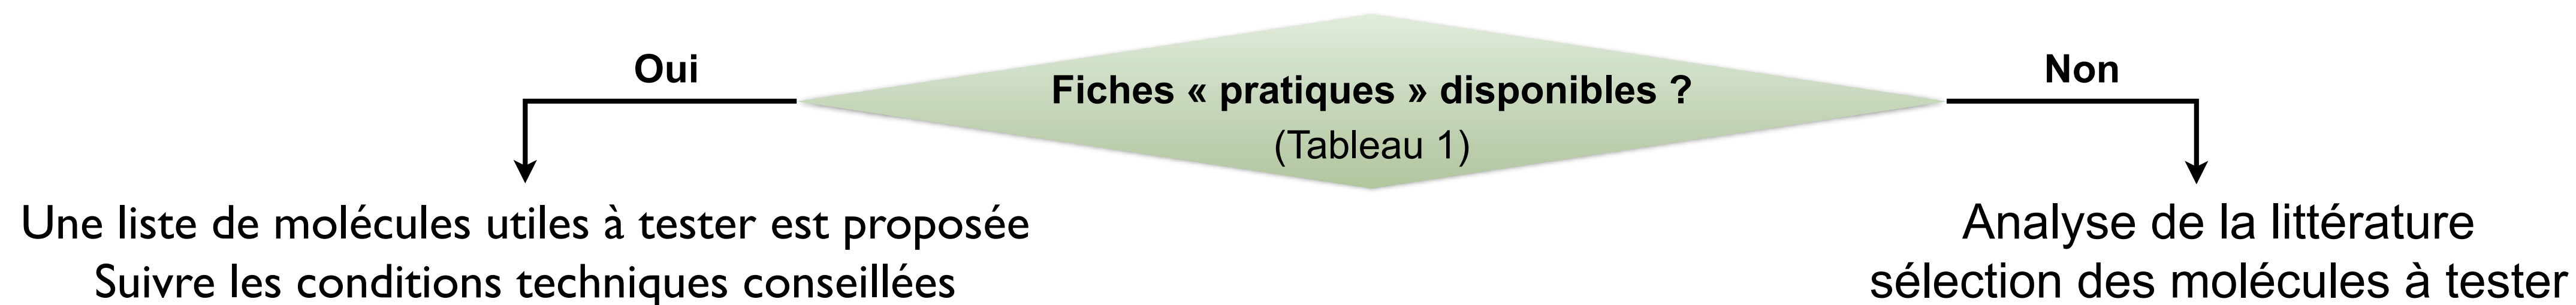 Oui
Fiches « pratiques » disponibles ?
(Tableau 1)
Non
Une liste de molécules utiles à tester est proposée
Suivre les conditions techniques conseillées
Analyse de la littérature
sélection des molécules à tester